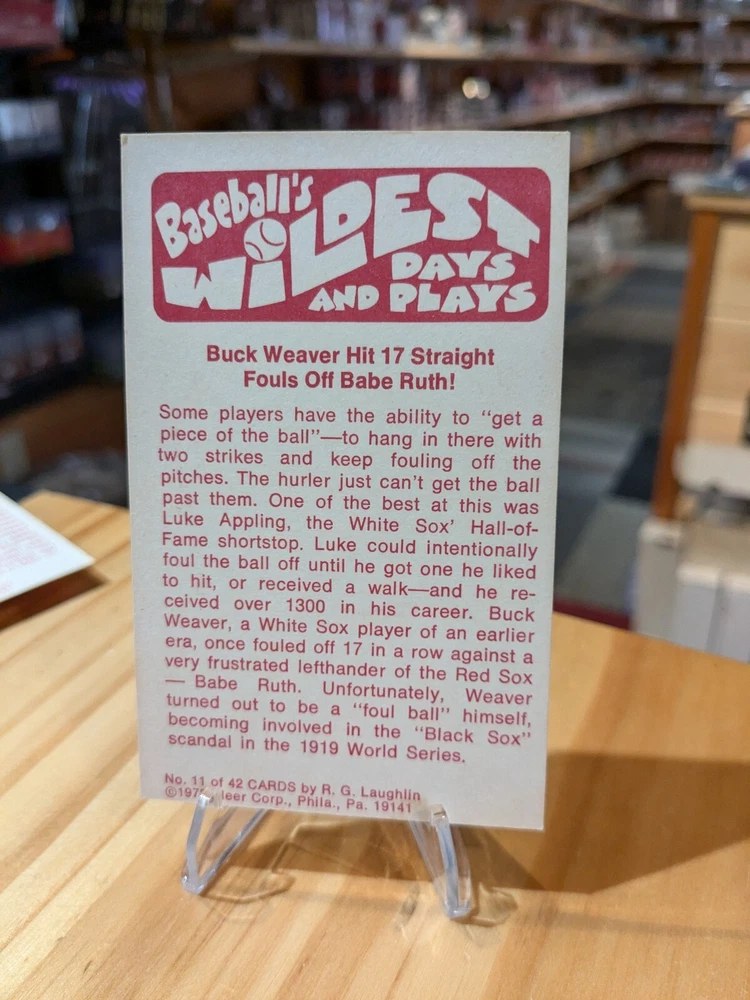 Baseball's
WILDEST
DAYS
AND PLAYS
Buck Weaver Hit 17 Straight
Fouls Off Babe Ruth!
Some players have the ability to “get a
piece of the ball”—to hang in there with
two strikes and keep fouling off the
pitches. The hurler just can't get the ball
past them. One of the best at this was
Luke Appling, the White Sox' Hall-of-
Fame shortstop. Luke could intentionally
foul the ball off until he got one he liked
to hit, or received a walk—and he re-
ceived over 1300 in his career. Buck
Weaver, a White Sox player of an earlier
era, once fouled off 17 in a row against a
very frustrated lefthander of the Red Sox
— Babe Ruth. Unfortunately, Weaver
turned out to be a “foul ball” himself,
becoming involved in the “Black Sox”
scandal in the 1919 World Series.
No. 11 of 42 CARDS by R. G. Laughlin
Corp., Phila., Pa. 19141